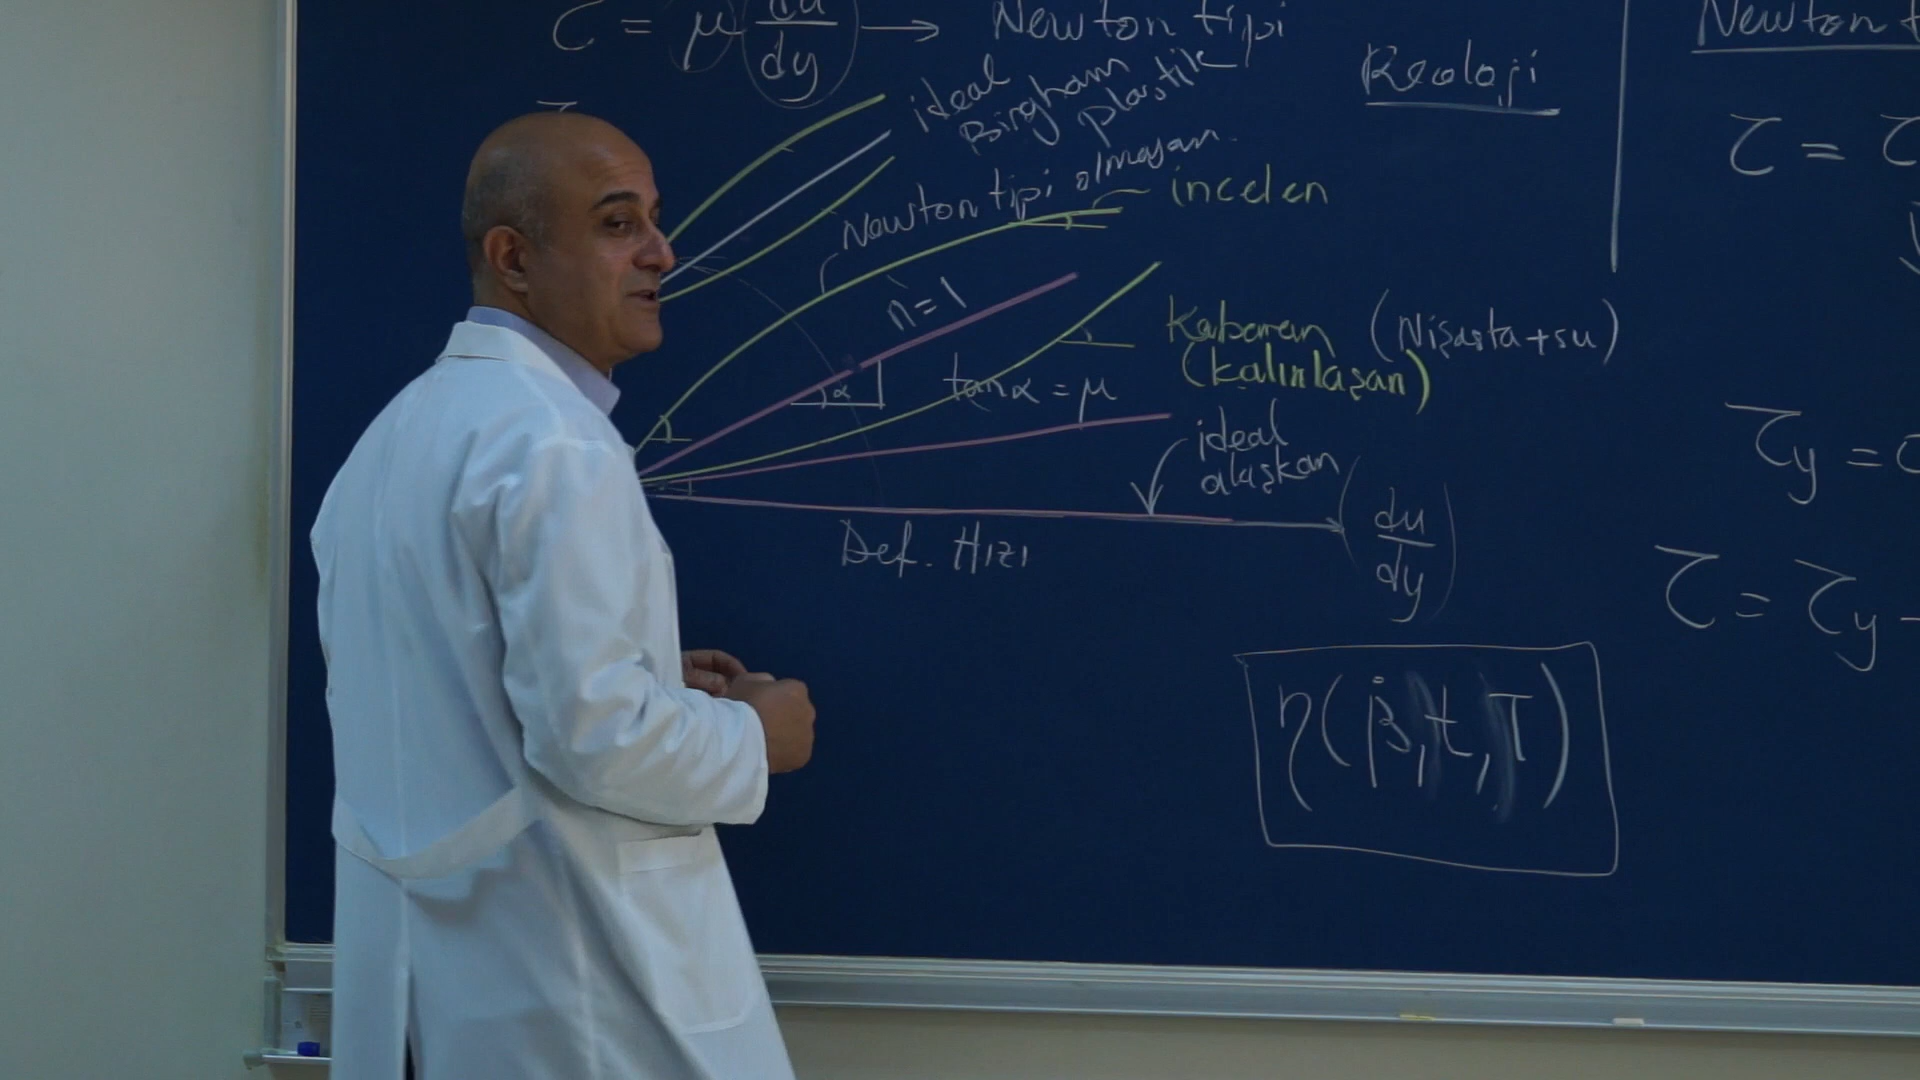 τ = μ du/dy → Newton tipi
Reoloji
ideal
Bingham
plastik
Newton tipi olmayan.
incelen
n=1
Kabaran (Nişasta+su)
(kalınlaşan)
α
tanα = μ
ideal
alaşkan
Def. Hızı
(du/dy)
η(β̇,t,T)
Newton t
τ = τ
τy =
τ = τy -